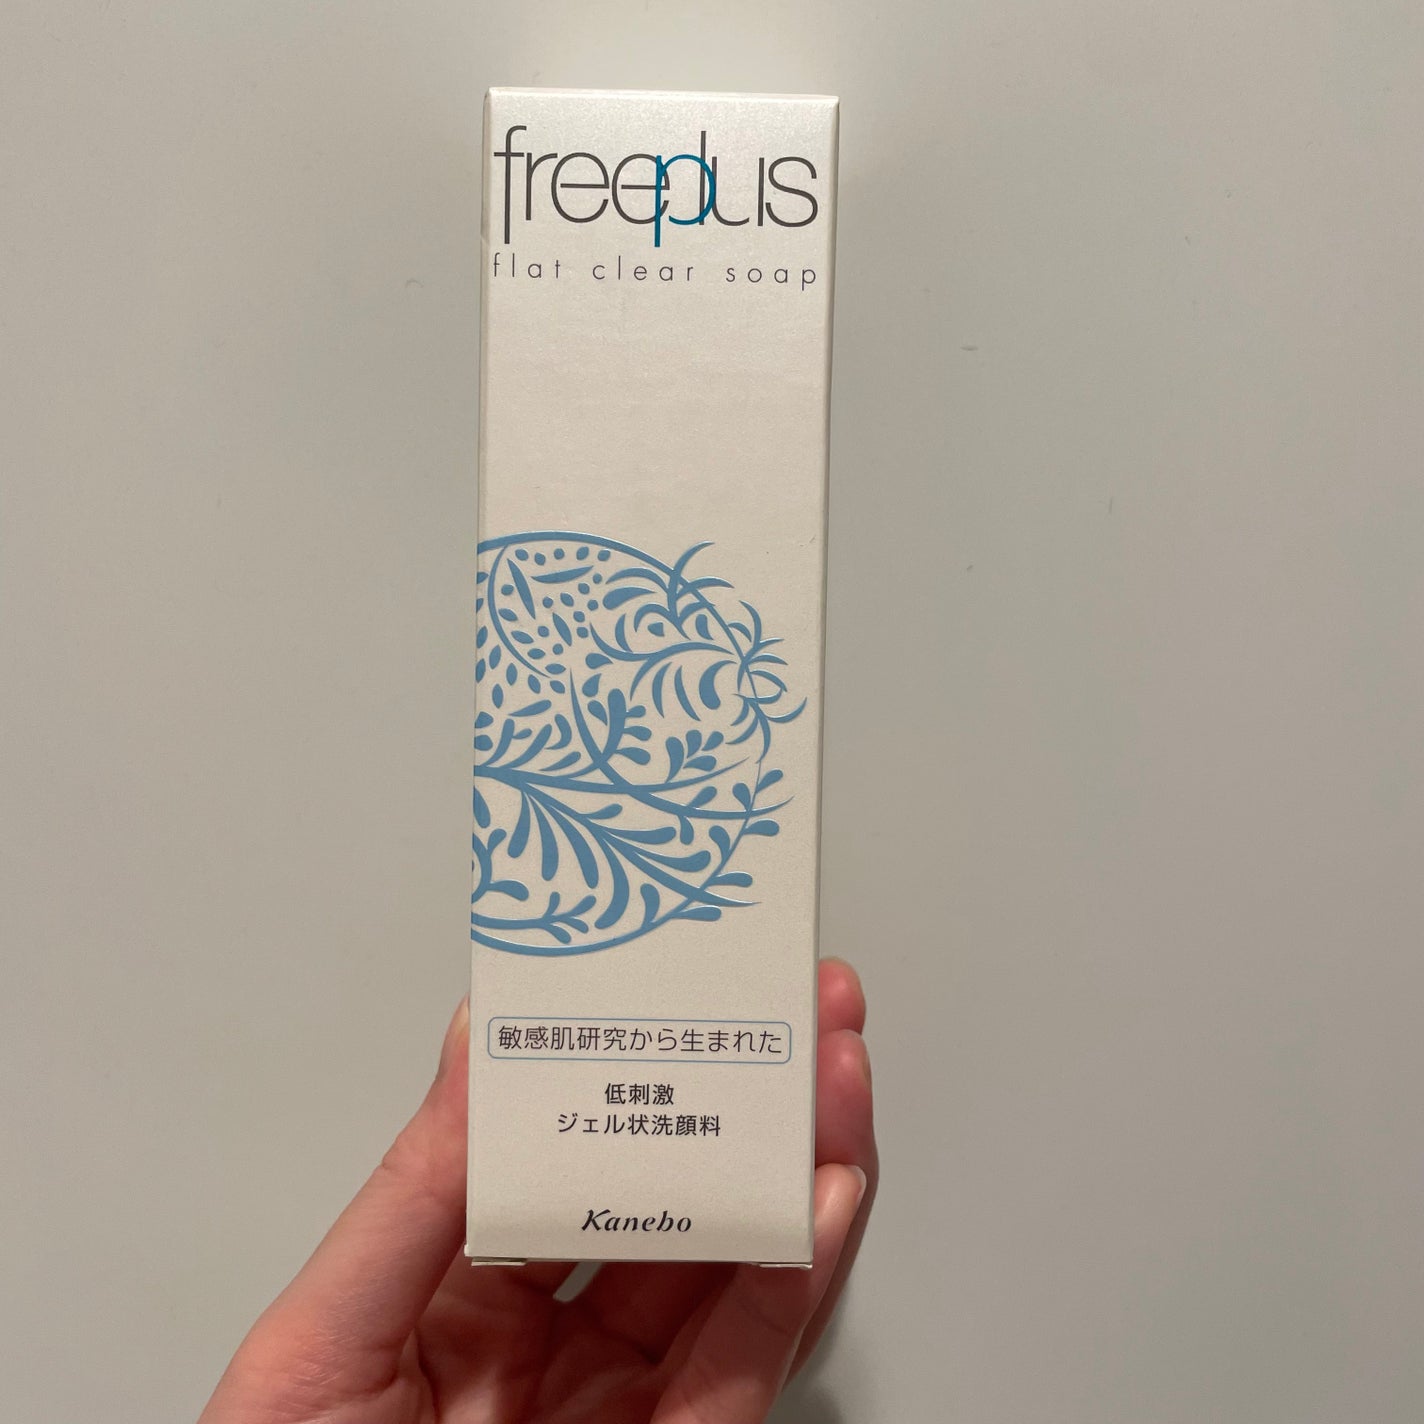 freeplus
flat clear soap
敏感肌研究から生まれた
低刺激
ジェル状洗顔料
Kanebo